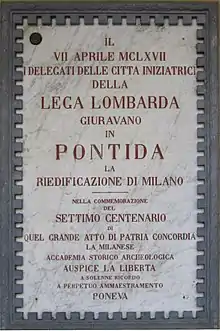 IL
VII APRILE MCLXVII
I DELEGATI DELLE CITTA INIZIATRICI
DELLA
LEGA LOMBARDA
GIURAVANO
IN
PONTIDA
LA
RIEDIFICAZIONE DI MILANO
NELLA COMMEMORAZIONE
DEL
SETTIMO CENTENARIO
DI
QUEL GRANDE ATTO DI PATRIA CONCORDIA
LA MILANESE
ACCADEMIA STORICO ARCHEOLOGICA
AUSPICE LA LIBERTA
A SOLENNE RICORDO
A PERPETUO AMMAESTRAMENTO
PONEVA